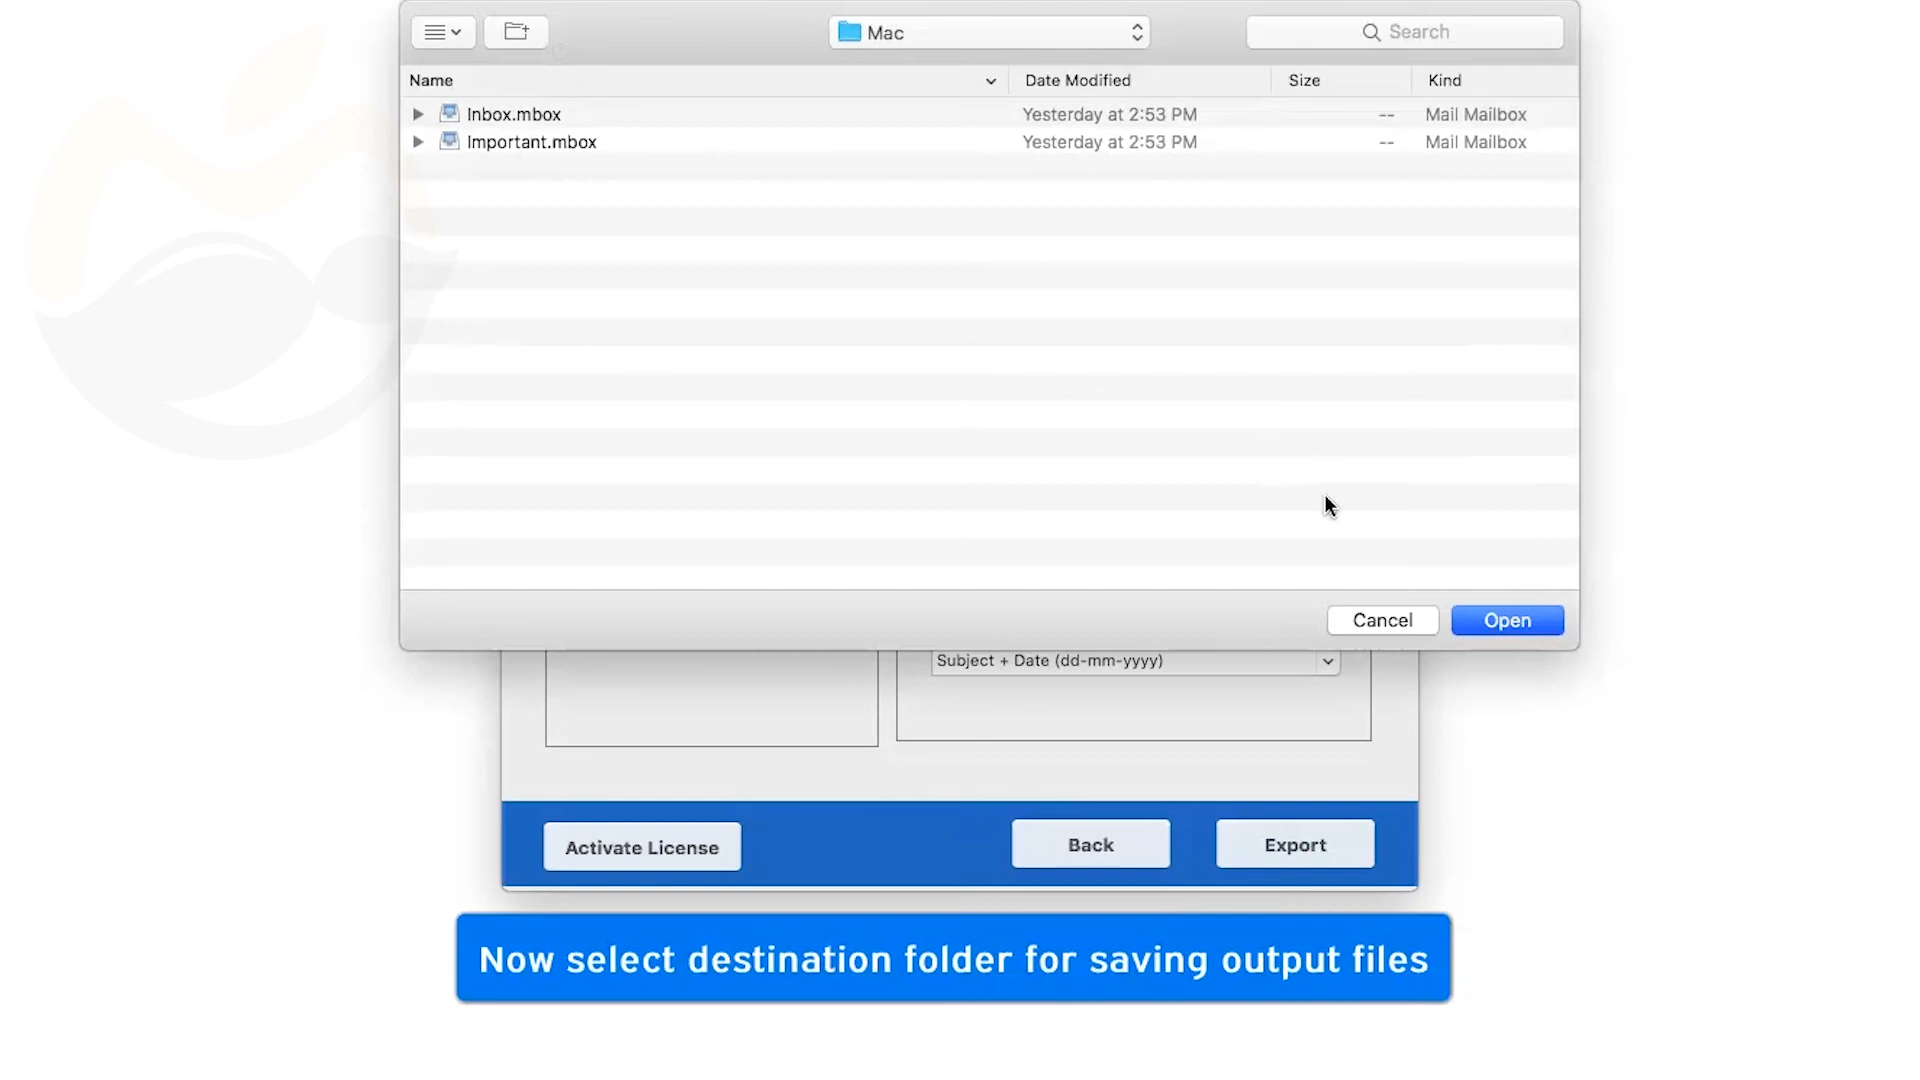 Mac
Search
Name Date Modified Size Kind
Inbox.mbox Yesterday at 2:53 PM -- Mail Mailbox
Important.mbox Yesterday at 2:53 PM -- Mail Mailbox
Cancel Open
Subject + Date (dd-mm-yyyy)
Activate License Back Export
Now select destination folder for saving output files